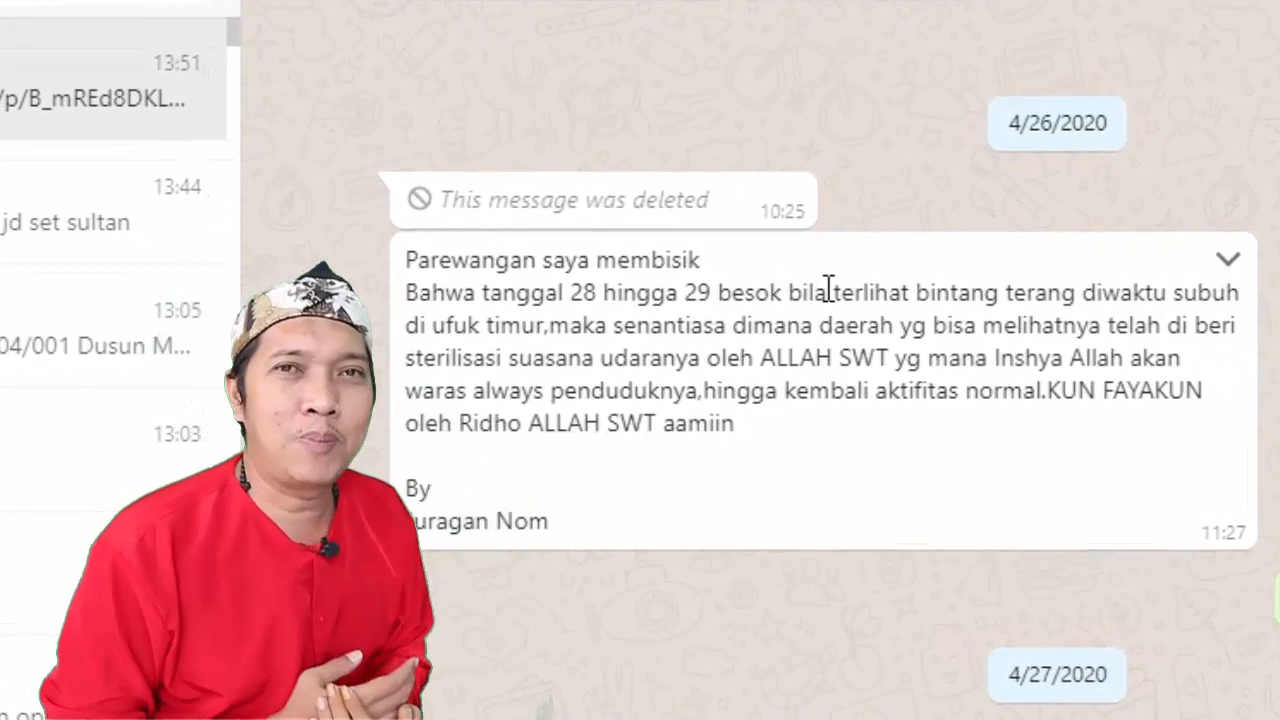 13:51
/p/B_mREd8DKL...
13:44
jd set sultan
13:05
04/001 Dusun M...
13:03
4/26/2020
This message was deleted
10:25
Parewangan saya membisik
Bahwa tanggal 28 hingga 29 besok bila terlihat bintang terang diwaktu subuh
di ufuk timur,maka senantiasa dimana daerah yg bisa melihatnya telah di beri
sterilisasi suasana udaranya oleh ALLAH SWT yg mana Inshya Allah akan
waras always penduduknya,hingga kembali aktifitas normal.KUN FAYAKUN
oleh Ridho ALLAH SWT aamiin
By
uragan Nom
11:27
4/27/2020